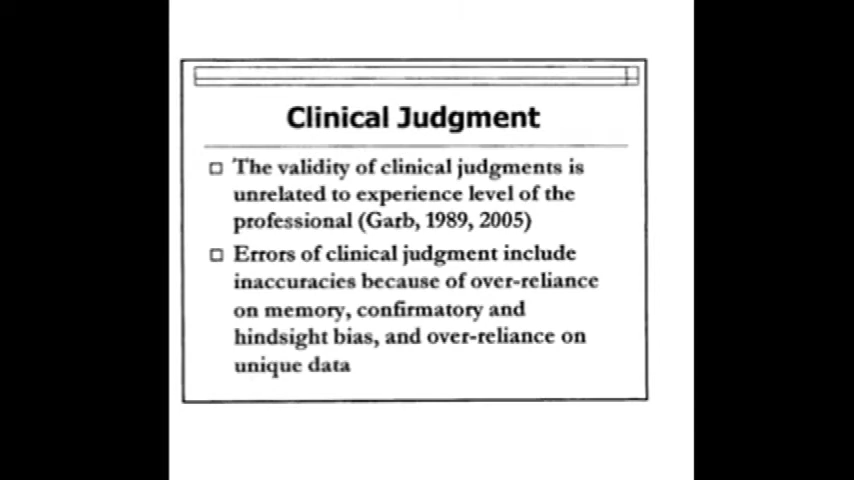 Clinical Judgment
The validity of clinical judgments is
unrelated to experience level of the
professional (Garb, 1989, 2005)
Errors of clinical judgment include
inaccuracies because of over-reliance
on memory, confirmatory and
hindsight bias, and over-reliance on
unique data